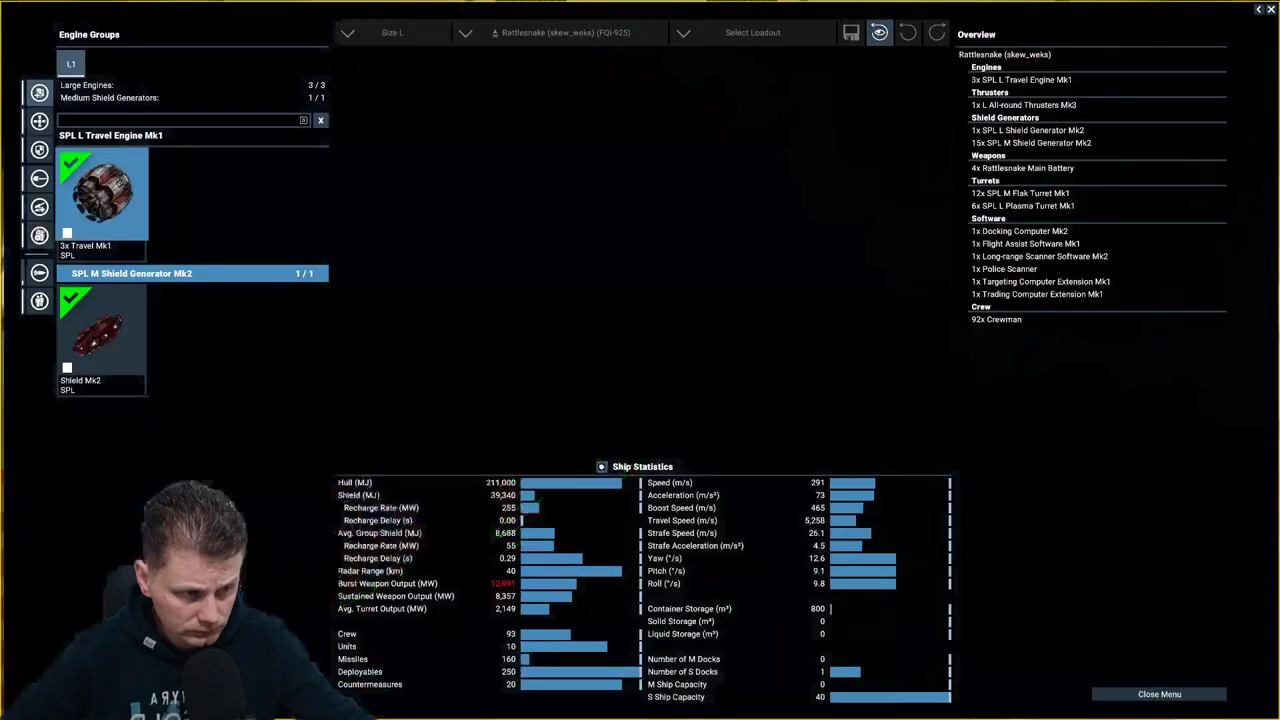 Engine Groups
L1
Large Engines: 3 / 3
Medium Shield Generators: 1 / 1
x
SPL L Travel Engine Mk1
3x Travel Mk1
SPL
SPL M Shield Generator Mk2 1 / 1
Shield Mk2
SPL
Size L
Rattlesnake (skew_weks) (FQI-925)
Select Loadout
Ship Statistics
Hull (MJ) 211,000
Shield (MJ) 39,340
Recharge Rate (MW) 255
Recharge Delay (s) 0.00
Avg. Group Shield (MJ) 8,688
Recharge Rate (MW) 55
Recharge Delay (s) 0.29
Radar Range (km) 40
Burst Weapon Output (MW) 12,991
Sustained Weapon Output (MW) 8,357
Avg. Turret Output (MW) 2,149
Crew 93
Units 10
Missiles 160
Deployables 250
Countermeasures 20
Speed (m/s) 291
Acceleration (m/s²) 73
Boost Speed (m/s) 465
Travel Speed (m/s) 5,258
Strafe Speed (m/s) 26.1
Strafe Acceleration (m/s²) 4.5
Yaw (°/s) 12.6
Pitch (°/s) 9.1
Roll (°/s) 9.8
Container Storage (m³) 800
Solid Storage (m³) 0
Liquid Storage (m³) 0
Number of M Docks 0
Number of S Docks 1
M Ship Capacity 0
S Ship Capacity 40
Overview
Rattlesnake (skew_weks)
Engines
3x SPL L Travel Engine Mk1
Thrusters
1x L All-round Thrusters Mk3
Shield Generators
1x SPL L Shield Generator Mk2
15x SPL M Shield Generator Mk2
Weapons
4x Rattlesnake Main Battery
Turrets
12x SPL M Flak Turret Mk1
6x SPL L Plasma Turret Mk1
Software
1x Docking Computer Mk2
1x Flight Assist Software Mk1
1x Long-range Scanner Software Mk2
1x Police Scanner
1x Targeting Computer Extension Mk1
1x Trading Computer Extension Mk1
Crew
92x Crewman
Close Menu